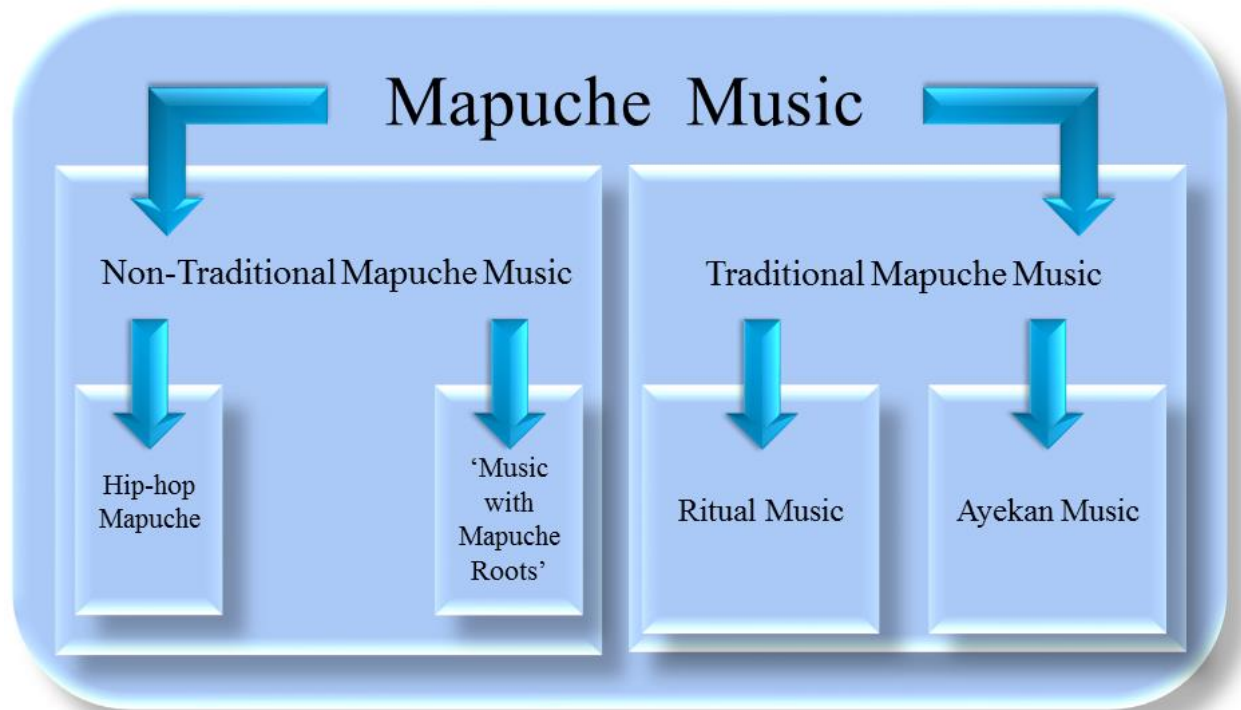 Mapuche Music
Non-Traditional Mapuche Music
Traditional Mapuche Music
Hip-hop
Mapuche
‘Music
with
Mapuche
Roots’
Ritual Music
Ayekan Music